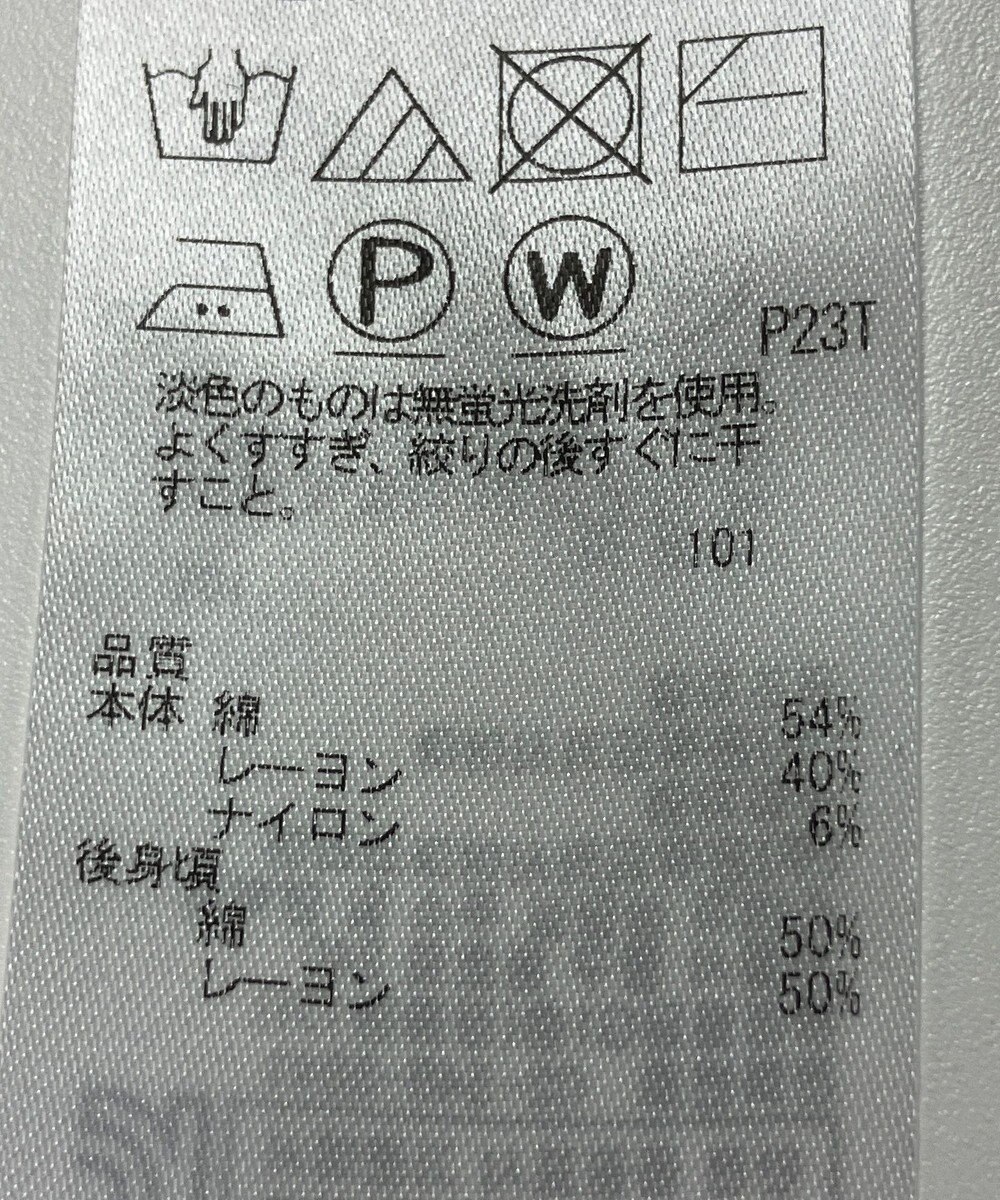 P W
P23T
淡色のものは無蛍光洗剤を使用。
よくすすぎ、絞りの後すぐに干
すこと。
101
品質
本体 綿 54%
レーヨン 40%
ナイロン 6%
後身頃
綿 50%
レーヨン 50%